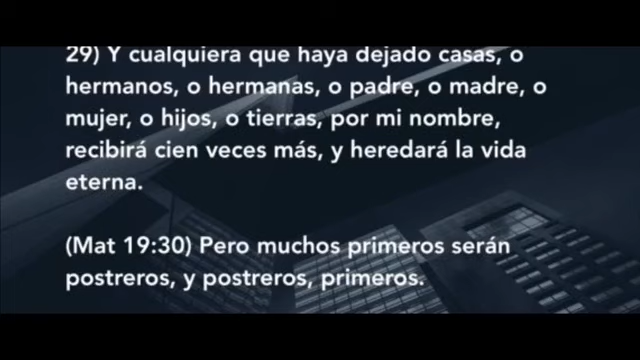 29) Y cualquiera que haya dejado casas, o
hermanos, o hermanas, o padre, o madre, o
mujer, o hijos, o tierras, por mi nombre,
recibirá cien veces más, y heredará la vida
eterna.
(Mat 19:30) Pero muchos primeros serán
postreros, y postreros, primeros.